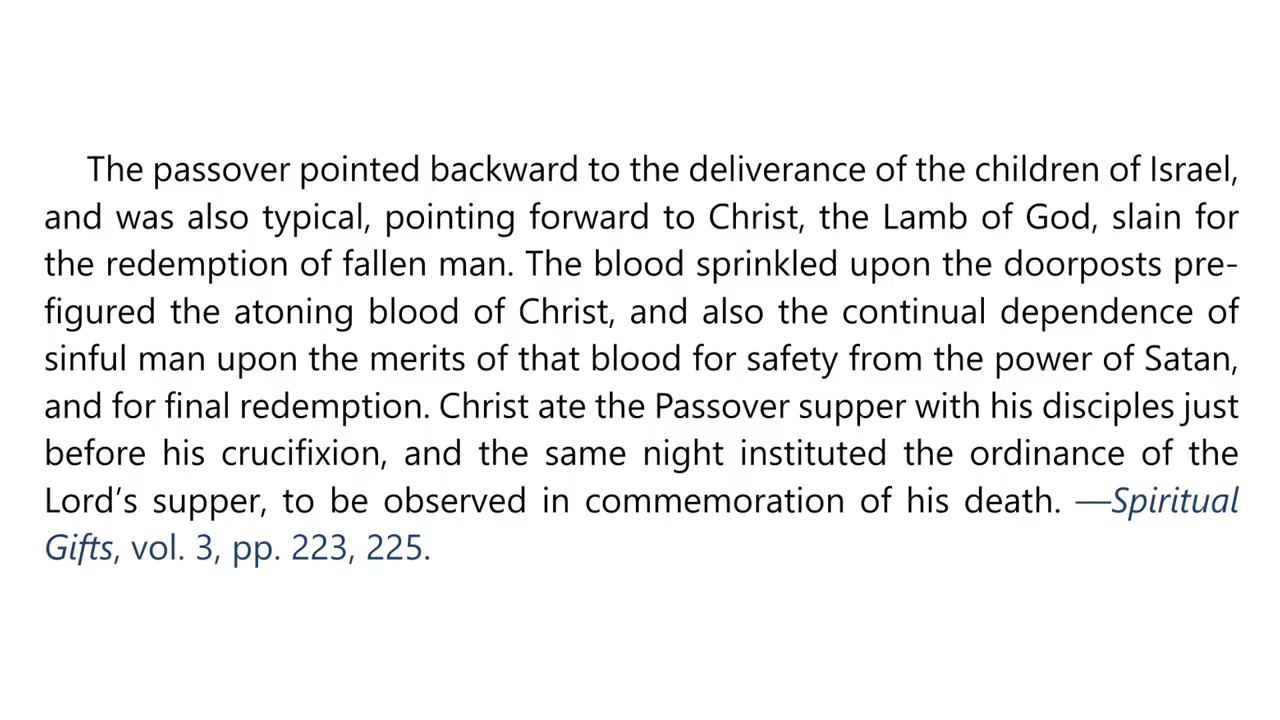 The passover pointed backward to the deliverance of the children of Israel,
and was also typical, pointing forward to Christ, the Lamb of God, slain for
the redemption of fallen man. The blood sprinkled upon the doorposts pre-
figured the atoning blood of Christ, and also the continual dependence of
sinful man upon the merits of that blood for safety from the power of Satan,
and for final redemption. Christ ate the Passover supper with his disciples just
before his crucifixion, and the same night instituted the ordinance of the
Lord’s supper, to be observed in commemoration of his death. —Spiritual
Gifts, vol. 3, pp. 223, 225.